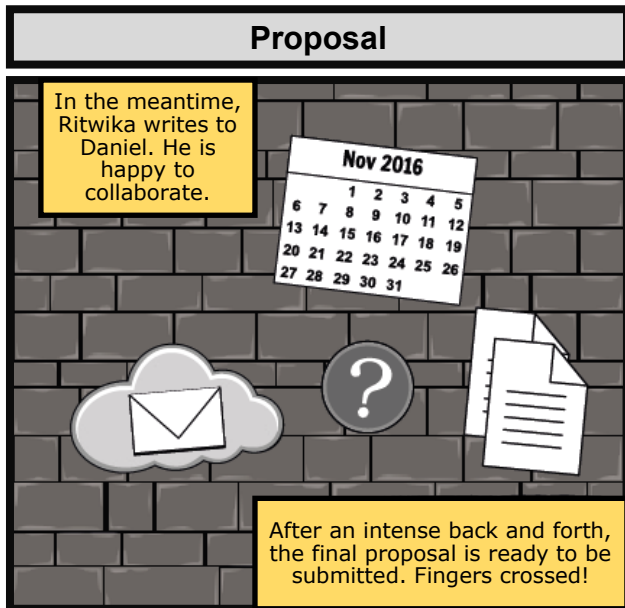 Proposal
In the meantime,
Ritwika writes to
Daniel. He is
happy to
collaborate.
Nov 2016
1 2 3 4 5
6 7 8 9 10 11 12
13 14 15 16 17 18 19
20 21 22 23 24 25 26
27 28 29 30 31
?
After an intense back and forth,
the final proposal is ready to be
submitted. Fingers crossed!